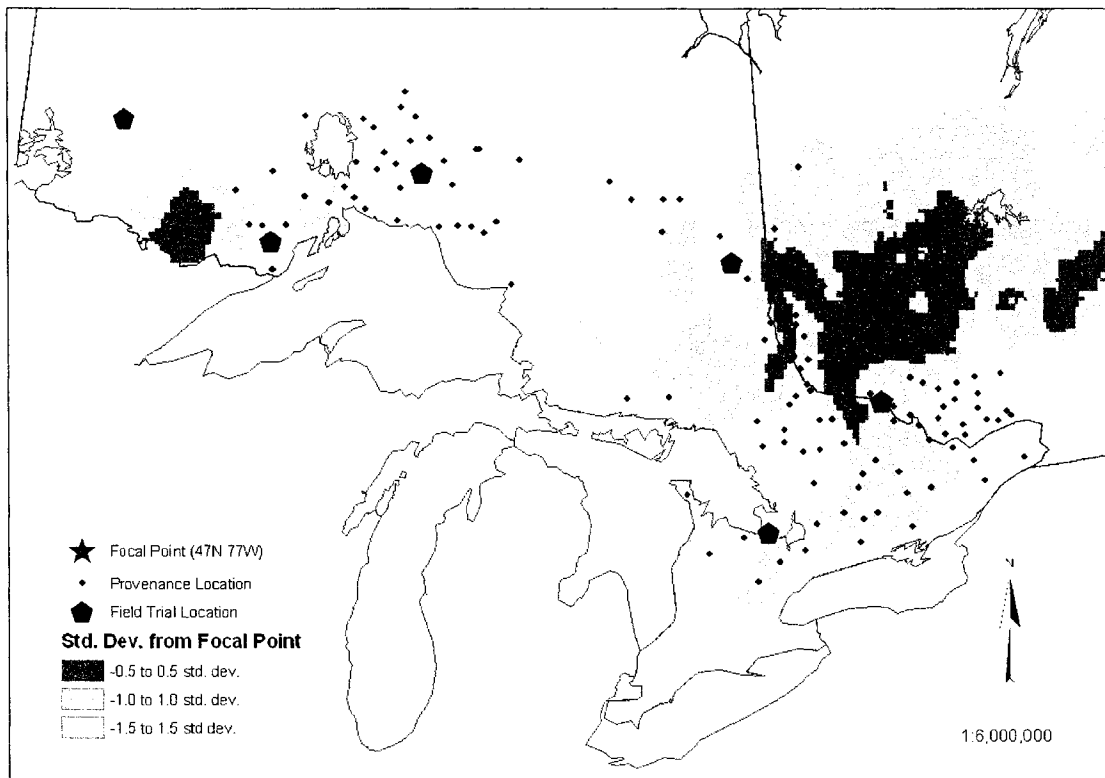 Focal Point (47N 77W)
Provenance Location
Field Trial Location
Std. Dev. from Focal Point
-0.5 to 0.5 std. dev.
-1.0 to 1.0 std. dev.
-1.5 to 1.5 std. dev.
N
1:6,000,000